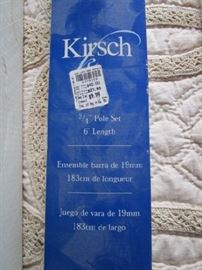 Kirsch
3/4" Pole Set
6' Length
Ensemble barra de 19mm
183cm de longueur
Juego de vara de 19mm
183cm de largo